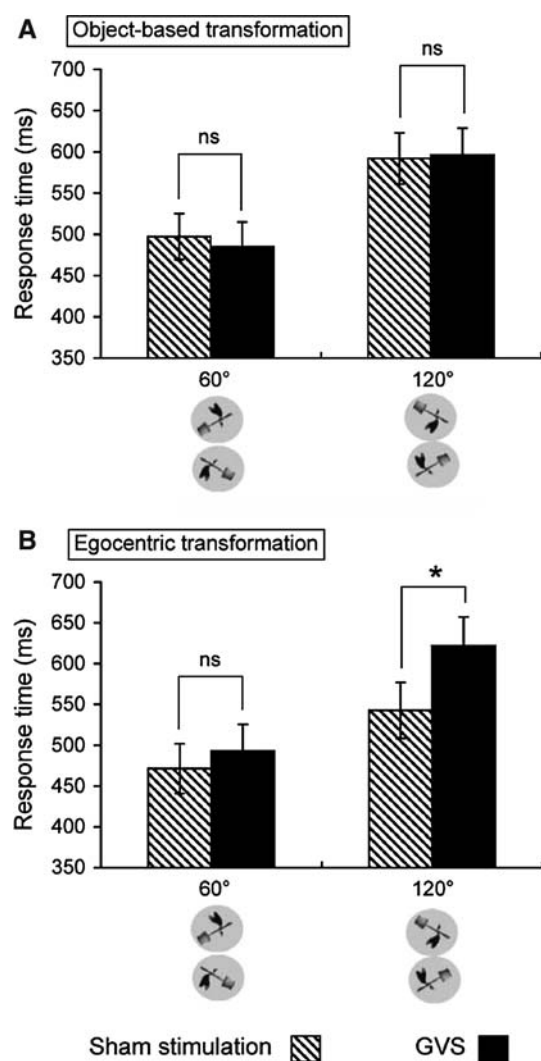 A Object-based transformation
Response time (ms)
700
650
600
550
500
450
400
350
ns
ns
60°
120°
B Egocentric transformation
Response time (ms)
700
650
600
550
500
450
400
350
ns
*
60°
120°
Sham stimulation
GVS